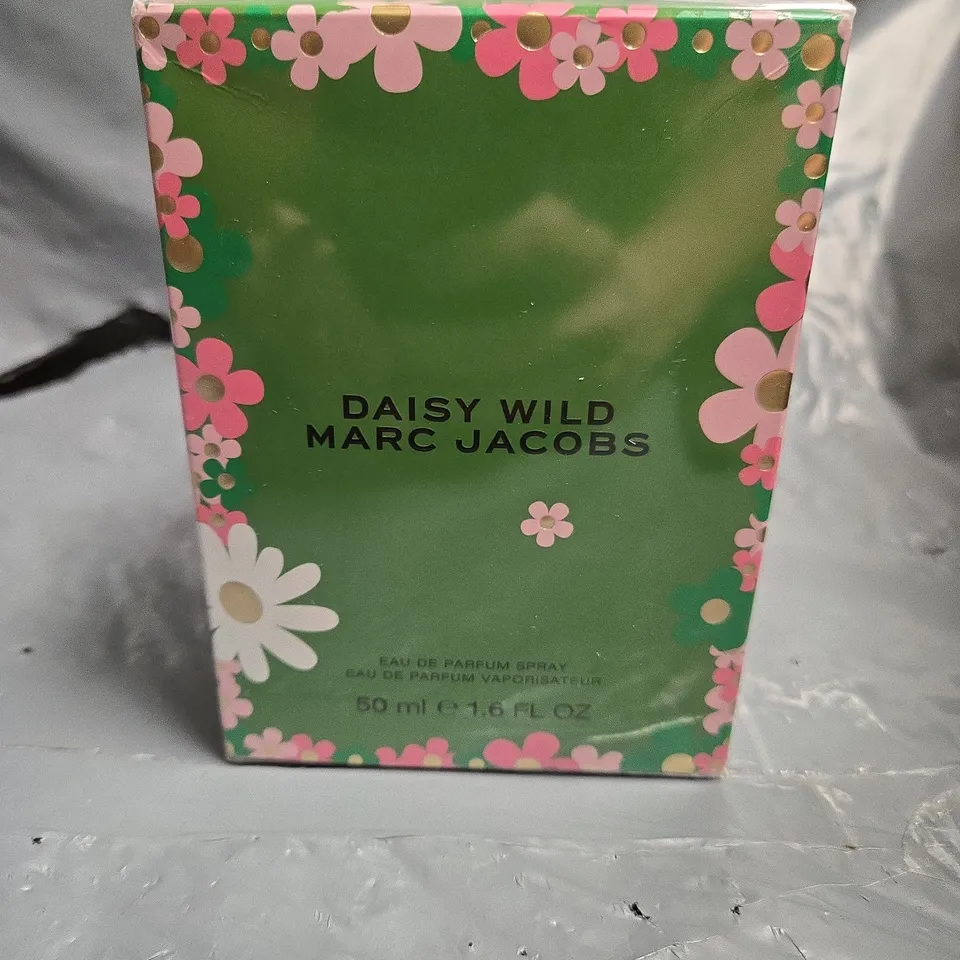 DAISY WILD
MARC JACOBS
EAU DE PARFUM SPRAY
EAU DE PARFUM VAPORISATEUR
50 ml ℮ 1.6 FL OZ